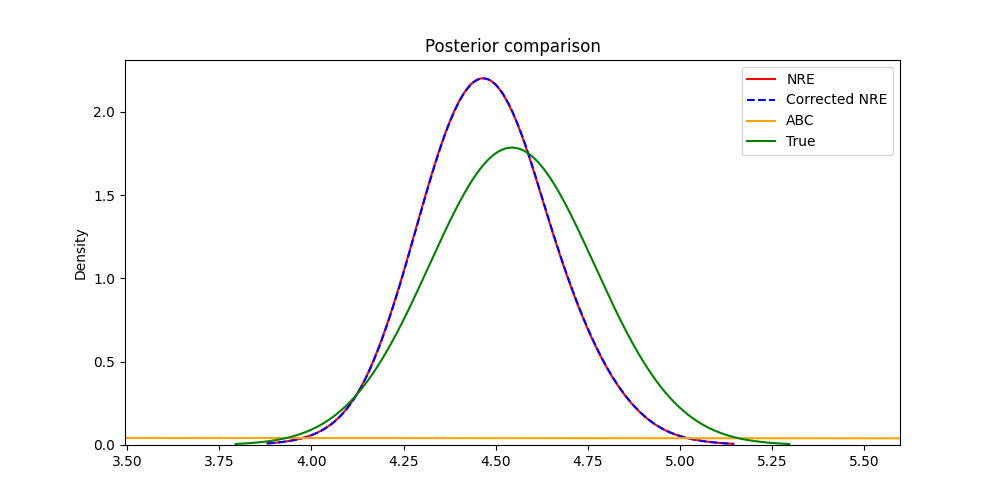 Posterior comparison
NRE
Corrected NRE
ABC
True
Density
2.0
1.5
1.0
0.5
0.0
3.50 3.75 4.00 4.25 4.50 4.75 5.00 5.25 5.50